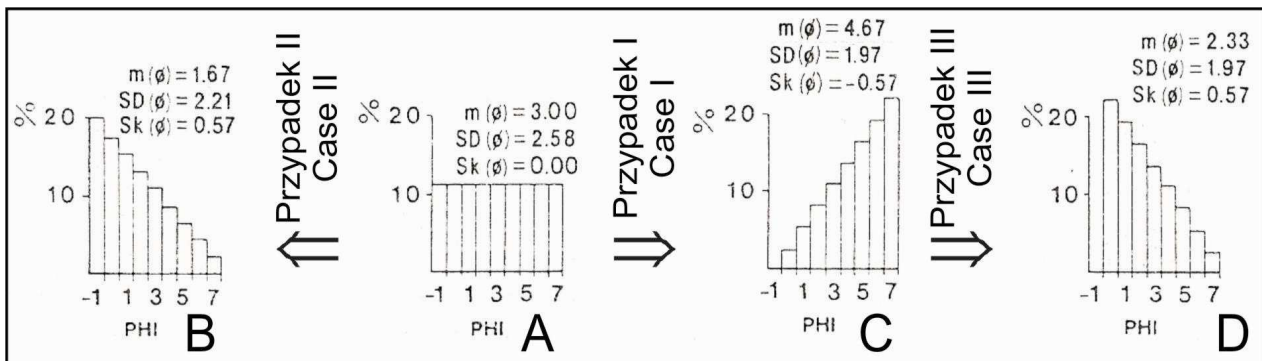 m (ø) = 1.67
SD (ø) = 2.21
Sk (ø) = 0.57
% 20
10
-1 1 3 5 7
PHI
B
Przypadek II
Case II
m (ø) = 3.00
SD (ø) = 2.58
Sk (ø) = 0.00
% 20
10
-1 1 3 5 7
PHI
A
Przypadek I
Case I
m (ø) = 4.67
SD (ø) = 1.97
Sk (ø) = -0.57
% 20
10
-1 1 3 5 7
PHI
C
Przypadek III
Case III
m (ø) = 2.33
SD (ø) = 1.97
Sk (ø) = 0.57
% 20
10
-1 1 3 5 7
PHI
D